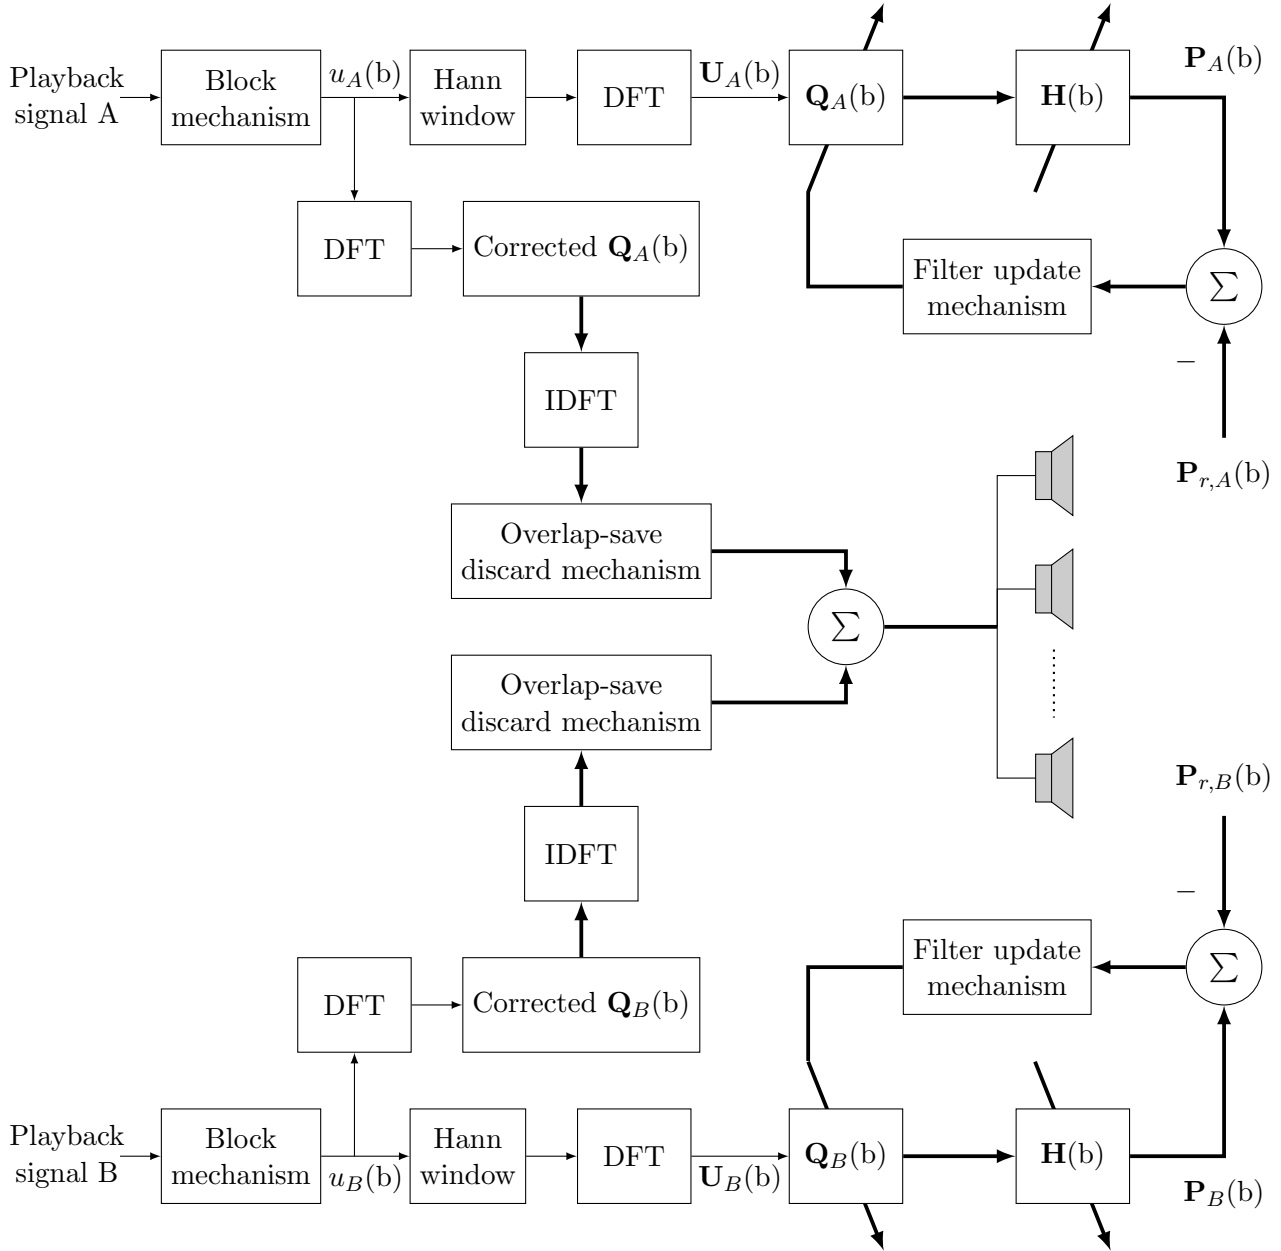 Playback
signal A
Block
mechanism
u_A(b)
Hann
window
DFT
U_A(b)
Q_A(b)
H(b)
P_A(b)
DFT
Corrected Q_A(b)
Filter update
mechanism
∑
−
IDFT
P_{r,A}(b)
Overlap-save
discard mechanism
∑
Overlap-save
discard mechanism
P_{r,B}(b)
IDFT
−
Filter update
mechanism
∑
DFT
Corrected Q_B(b)
Playback
signal B
Block
mechanism
u_B(b)
Hann
window
DFT
U_B(b)
Q_B(b)
H(b)
P_B(b)